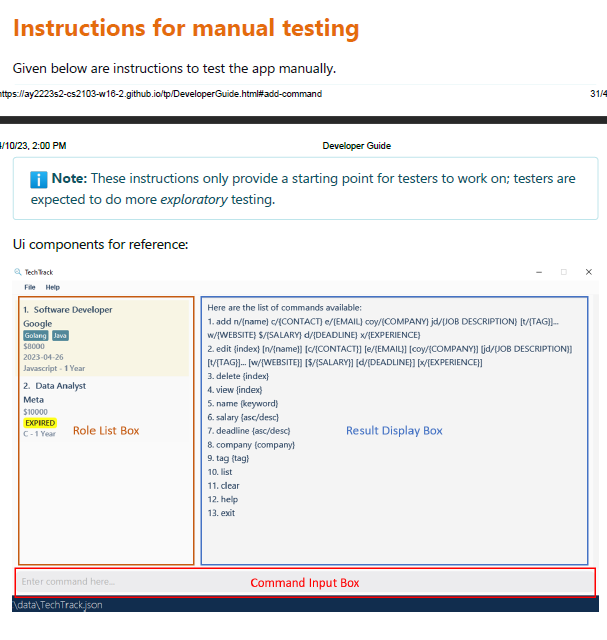 Instructions for manual testing
Given below are instructions to test the app manually.
https://ay2223s2-cs2103-w16-2.github.io/tp/DeveloperGuide.html#add-command
31/4
4/10/23, 2:00 PM
Developer Guide
Note: These instructions only provide a starting point for testers to work on; testers are
expected to do more exploratory testing.
Ui components for reference:
TechTrack
File Help
1. Software Developer
Google
Golang Java
$8000
2023-04-26
Javascript - 1 Year
2. Data Analyst
Meta
$10000
EXPIRED
C - 1 Year
Role List Box
Here are the list of commands available:
1. add n/{name} c/{CONTACT} e/{EMAIL} coy/{COMPANY} jd/{JOB DESCRIPTION} [t/{TAG}]...
w/{WEBSITE} $/{SALARY} d/{DEADLINE} x/{EXPERIENCE}
2. edit {index} [n/{name}] [c/{CONTACT}] [e/{EMAIL}] [coy/{COMPANY}] [jd/{JOB DESCRIPTION}]
[t/{TAG}]... [w/{WEBSITE}] [$/{SALARY}] [d/{DEADLINE}] [x/{EXPERIENCE}]
3. delete {index}
4. view {index}
5. name {keyword}
6. salary {asc/desc}
7. deadline {asc/desc}
8. company {company}
9. tag {tag}
10. list
11. clear
12. help
13. exit
Result Display Box
Enter command here...
Command Input Box
\data\TechTrack.json